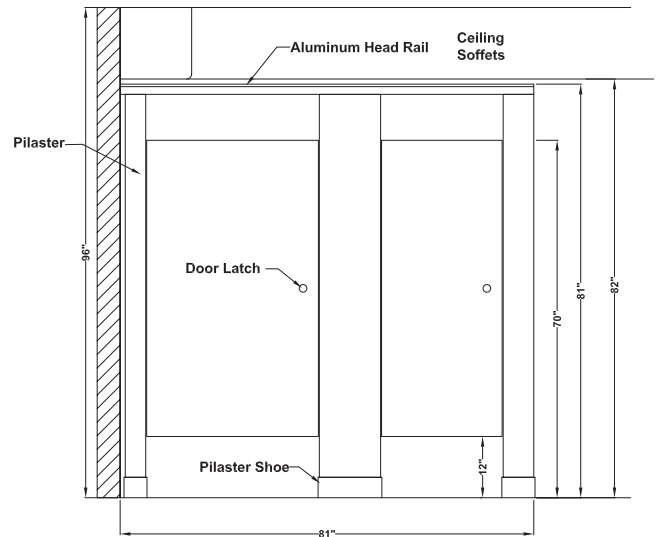 Aluminum Head Rail
Ceiling
Soffets
Pilaster
96"
Door Latch
70"
81"
82"
Pilaster Shoe
12"
81"